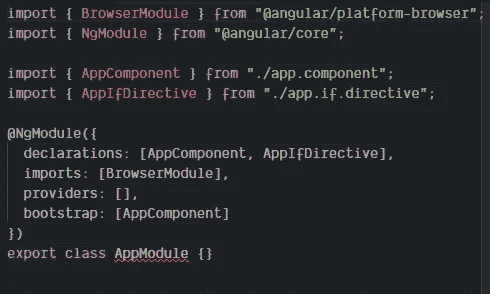 import { BrowserModule } from "@angular/platform-browser";
import { NgModule } from "@angular/core";
import { AppComponent } from "./app.component";
import { AppIfDirective } from "./app.if.directive";
@NgModule({
  declarations: [AppComponent, AppIfDirective],
  imports: [BrowserModule],
  providers: [],
  bootstrap: [AppComponent]
})
export class AppModule {}